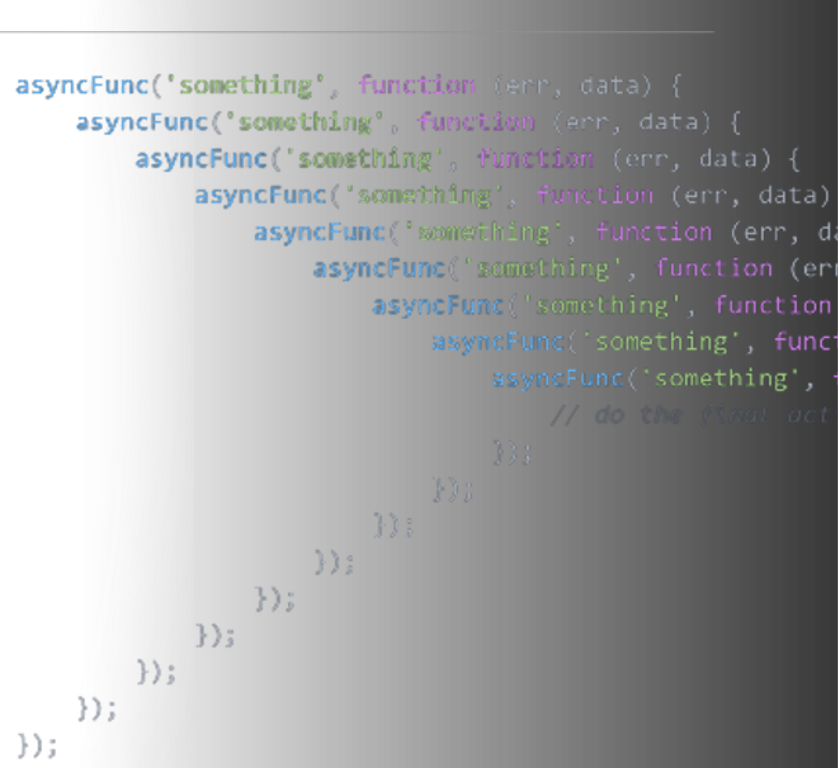 asyncFunc('something', function (err, data) {
    asyncFunc('something', function (err, data) {
        asyncFunc('something', function (err, data) {
            asyncFunc('something', function (err, data)
                asyncFunc('something', function (err, da
                    asyncFunc('something', function (err
                        asyncFunc('something', function
                            asyncFunc('something', funct
                                asyncFunc('something',
                                    // do the final act
                                });
                            });
                        });
                    });
                });
            });
        });
    });
});